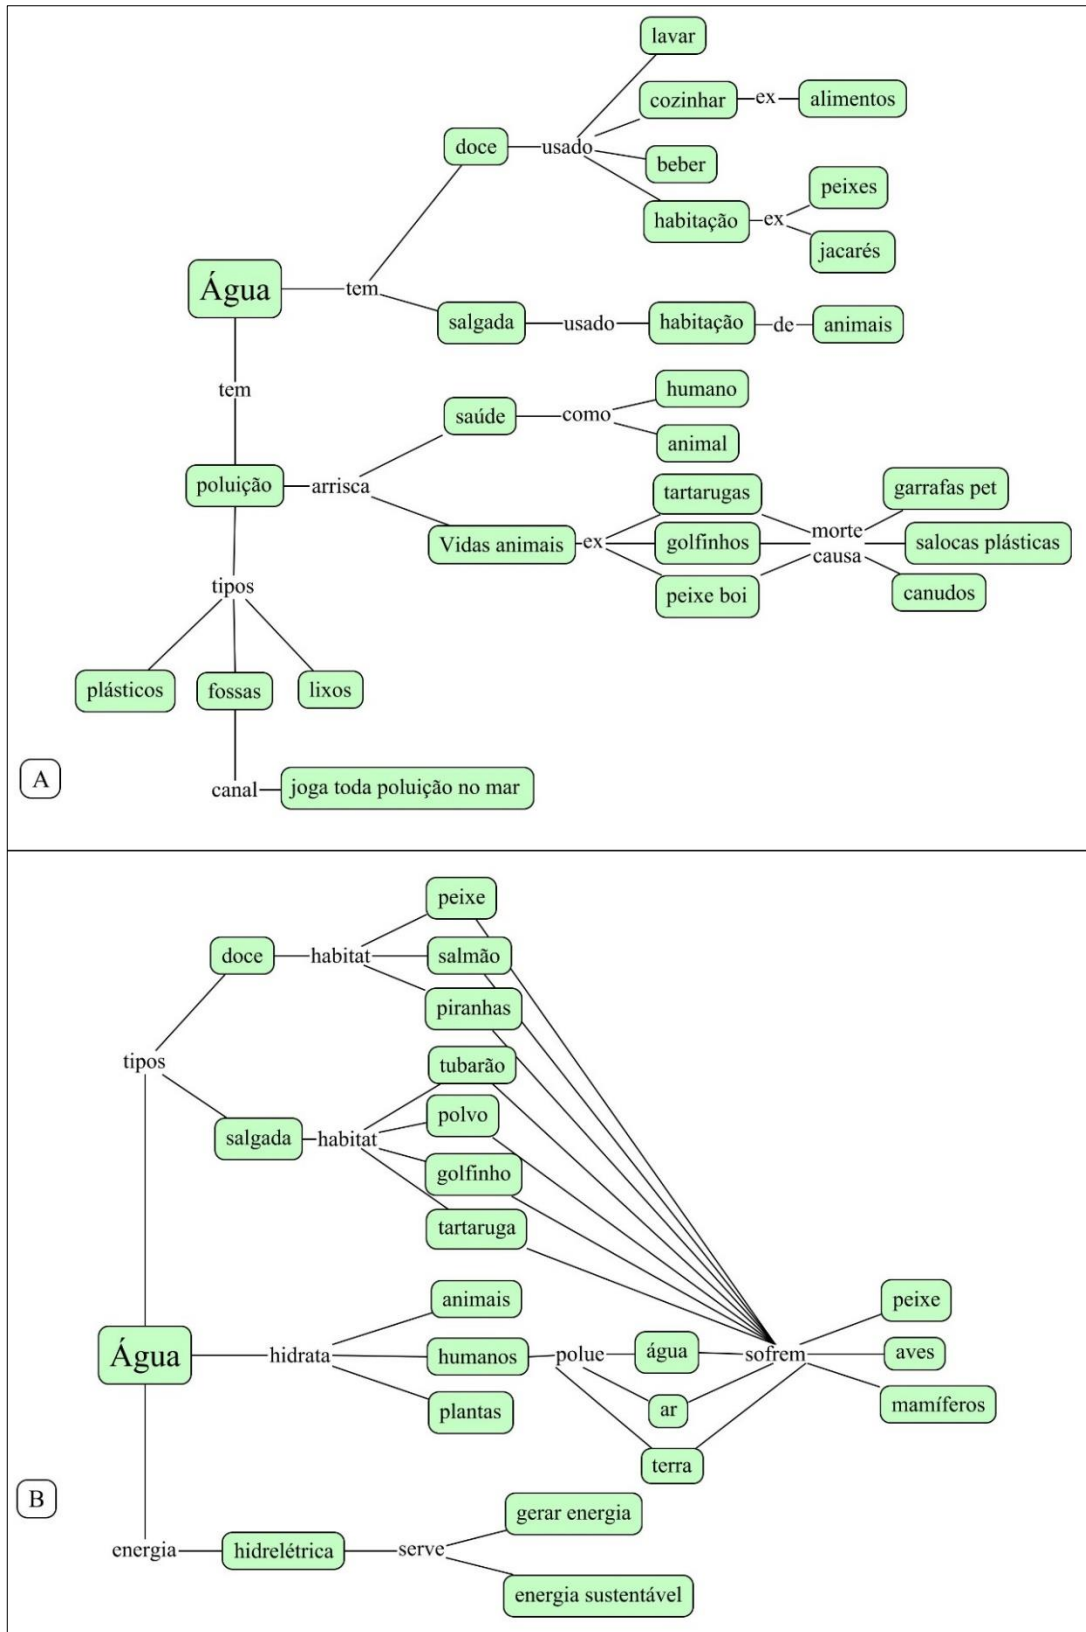 lavar
cozinhar ex alimentos
doce usado
beber
peixes
habitação ex
jacarés
Água tem
salgada usado habitação de animais
tem
humano
saúde como
animal
poluição arrisca
tartarugas garrafas pet
morte
Vidas animais ex golfinhos salocas plásticas
causa
peixe boi canudos
tipos
plásticos fossas lixos
A
canal joga toda poluição no mar
peixe
doce habitat salmão
piranhas
tipos tubarão
polvo
salgada habitat
golfinho
tartaruga
animais peixe
Água hidrata humanos polue água sofrem aves
plantas ar mamíferos
terra
B
gerar energia
energia hidrelétrica serve
energia sustentável